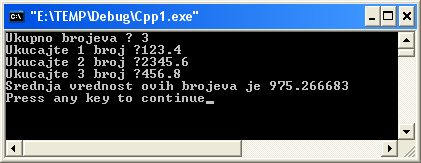 "E:\TEMP\Debug\Cpp1.exe"
Ukupno brojeva ? 3
Ukucajte 1 broj ?123.4
Ukucajte 2 broj ?2345.6
Ukucajte 3 broj ?456.8
Srednja vrednost ovih brojeva je 975.266683
Press any key to continue_